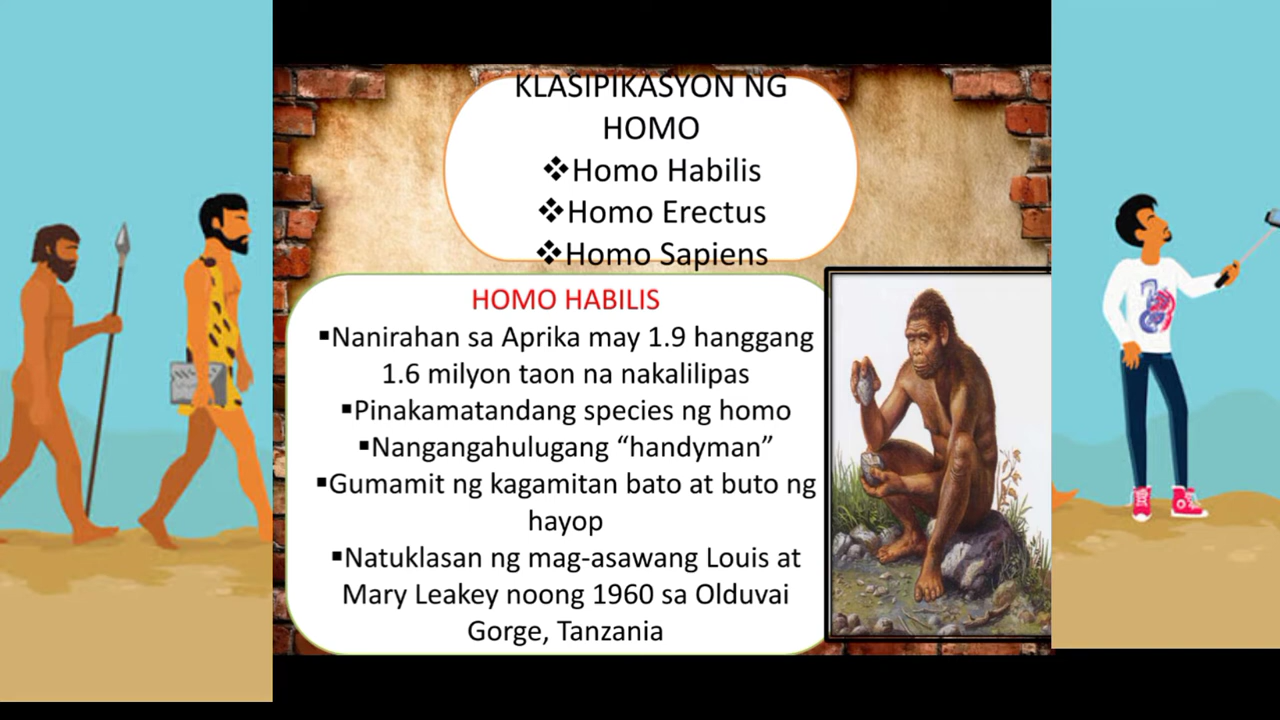 KLASIPIKASYON NG
HOMO
❖Homo Habilis
❖Homo Erectus
❖Homo Sapiens
HOMO HABILIS
▪Nanirahan sa Aprika may 1.9 hanggang
1.6 milyon taon na nakalilipas
▪Pinakamatandang species ng homo
▪Nangangahulugang “handyman”
▪Gumamit ng kagamitan bato at buto ng
hayop
▪Natuklasan ng mag-asawang Louis at
Mary Leakey noong 1960 sa Olduvai
Gorge, Tanzania